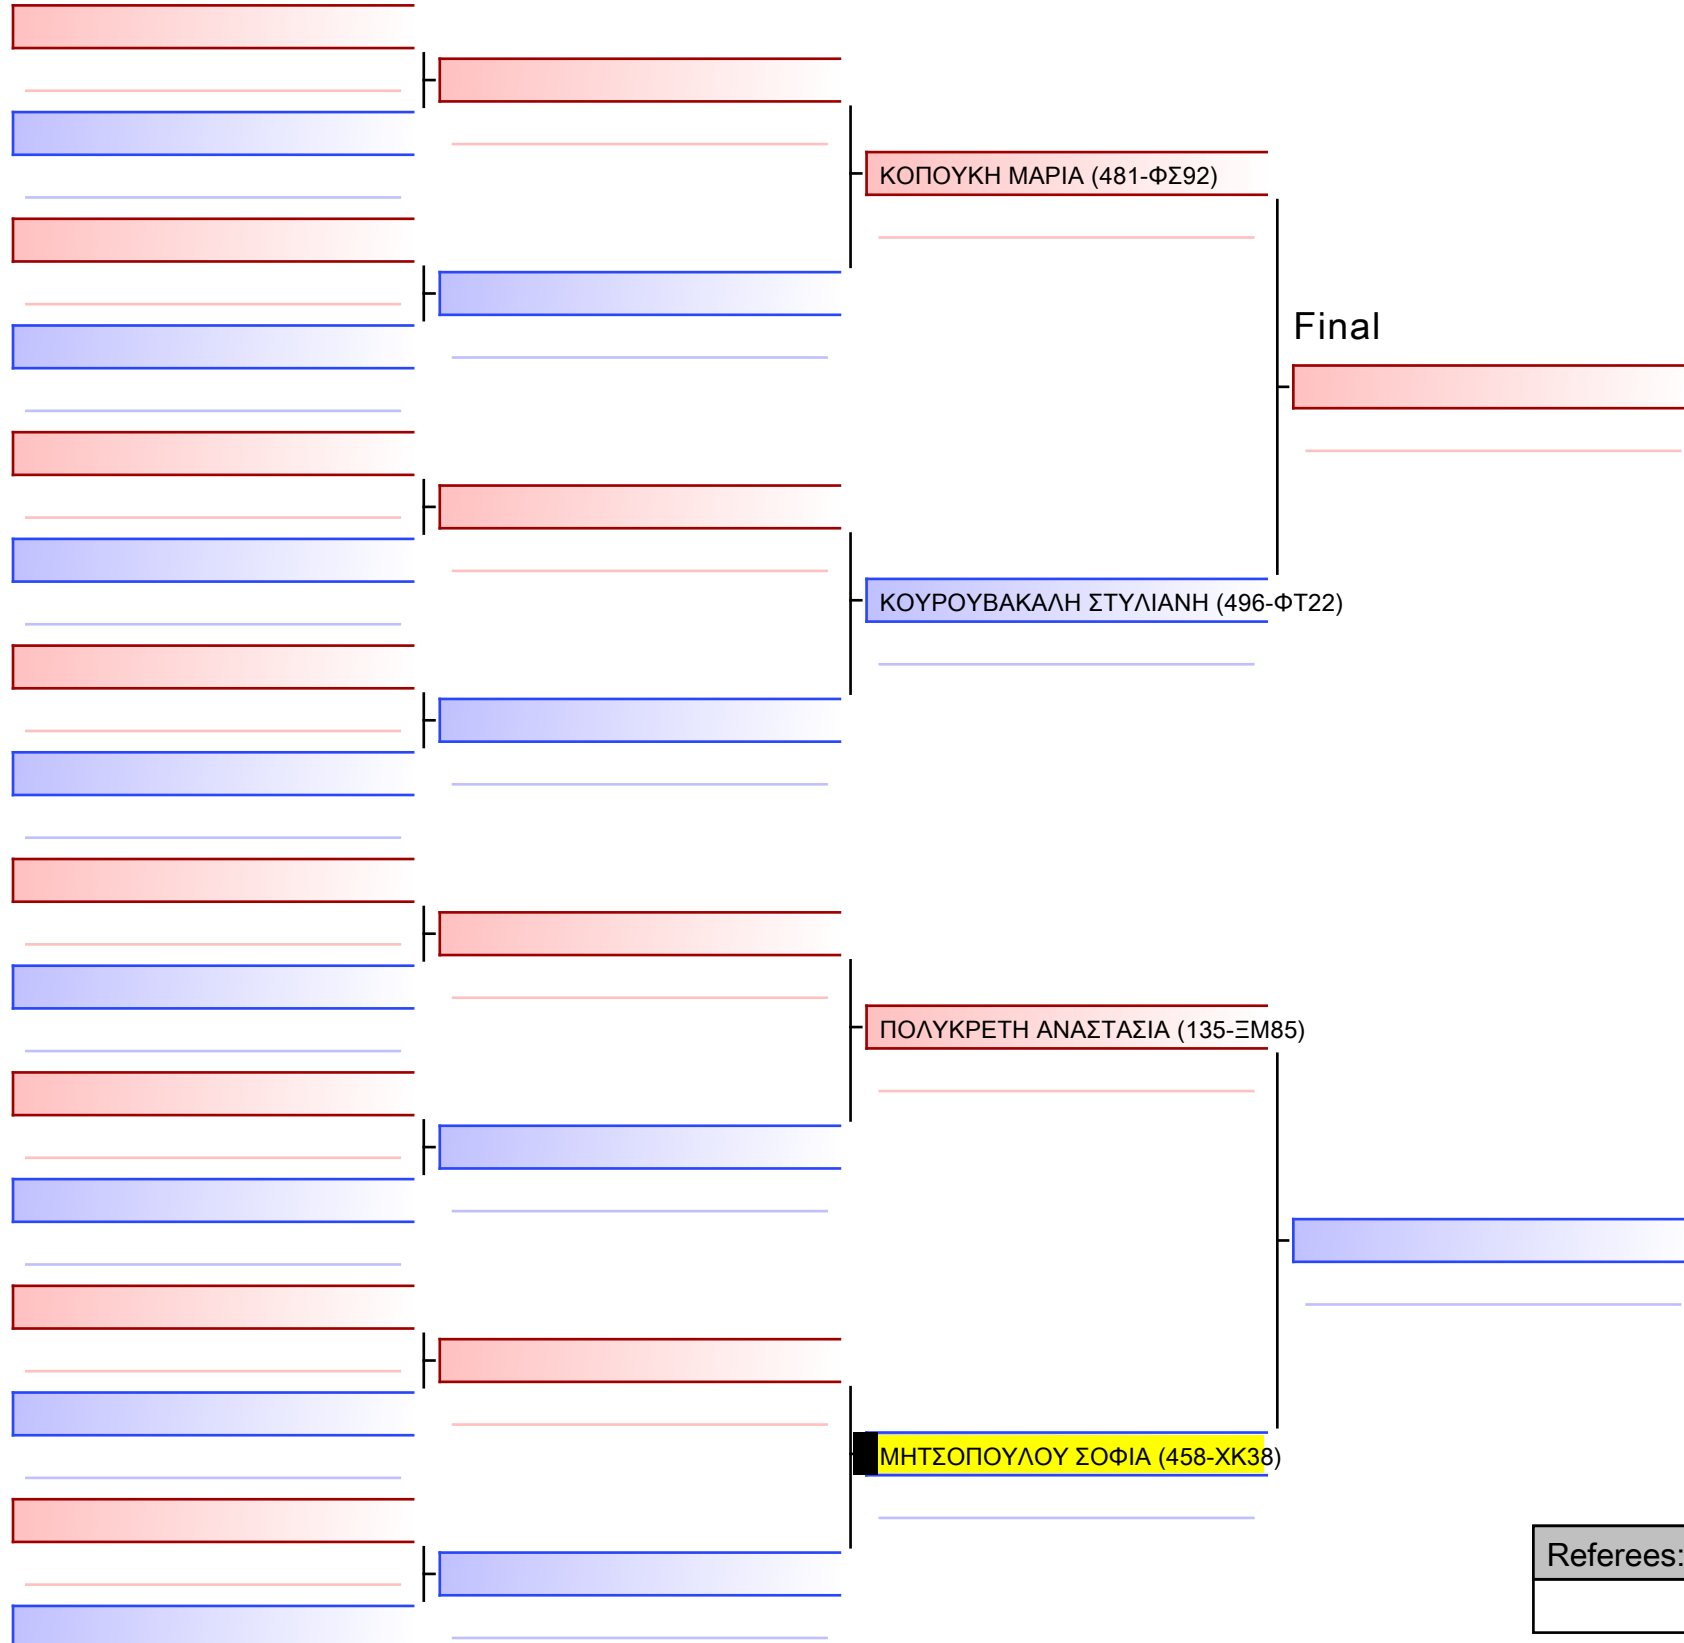 ΚΟΠΟΥΚΗ ΜΑΡΙΑ (481-ΦΣ92)
Final
ΚΟΥΡΟΥΒΑΚΑΛΗ ΣΤΥΛΙΑΝΗ (496-ΦΤ22)
ΠΟΛΥΚΡΕΤΗ ΑΝΑΣΤΑΣΙΑ (135-ΞΜ85)
ΜΗΤΣΟΠΟΥΛΟΥ ΣΟΦΙΑ (458-ΧΚ38)
Referees: